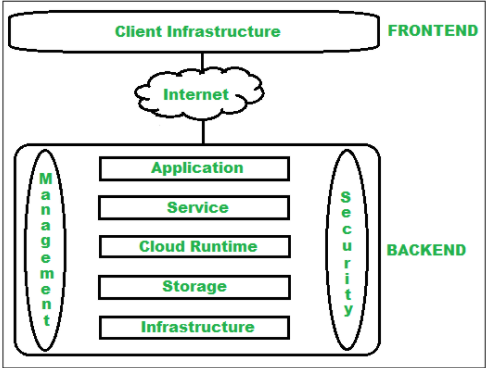 Client Infrastructure
FRONTEND
Internet
Management
Application
Service
Cloud Runtime
Storage
Infrastructure
Security
BACKEND